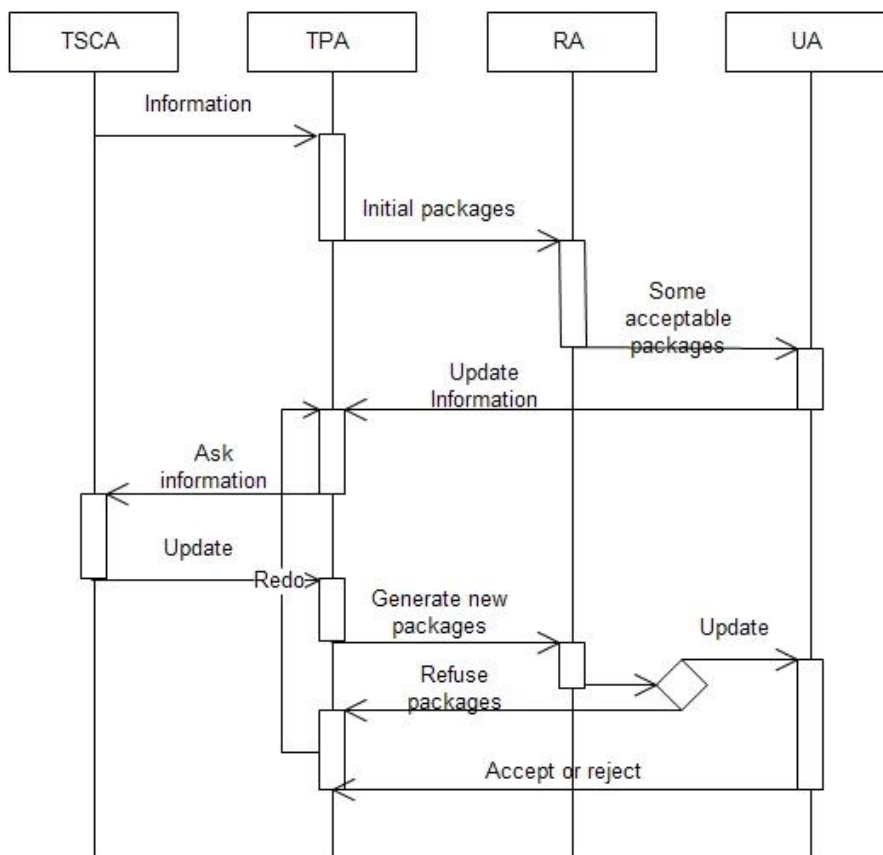 TSCA
TPA
RA
UA
Information
Initial packages
Some
acceptable
packages
Update
Information
Ask
information
Update
Redo
Generate new
packages
Update
Refuse
packages
Accept or reject